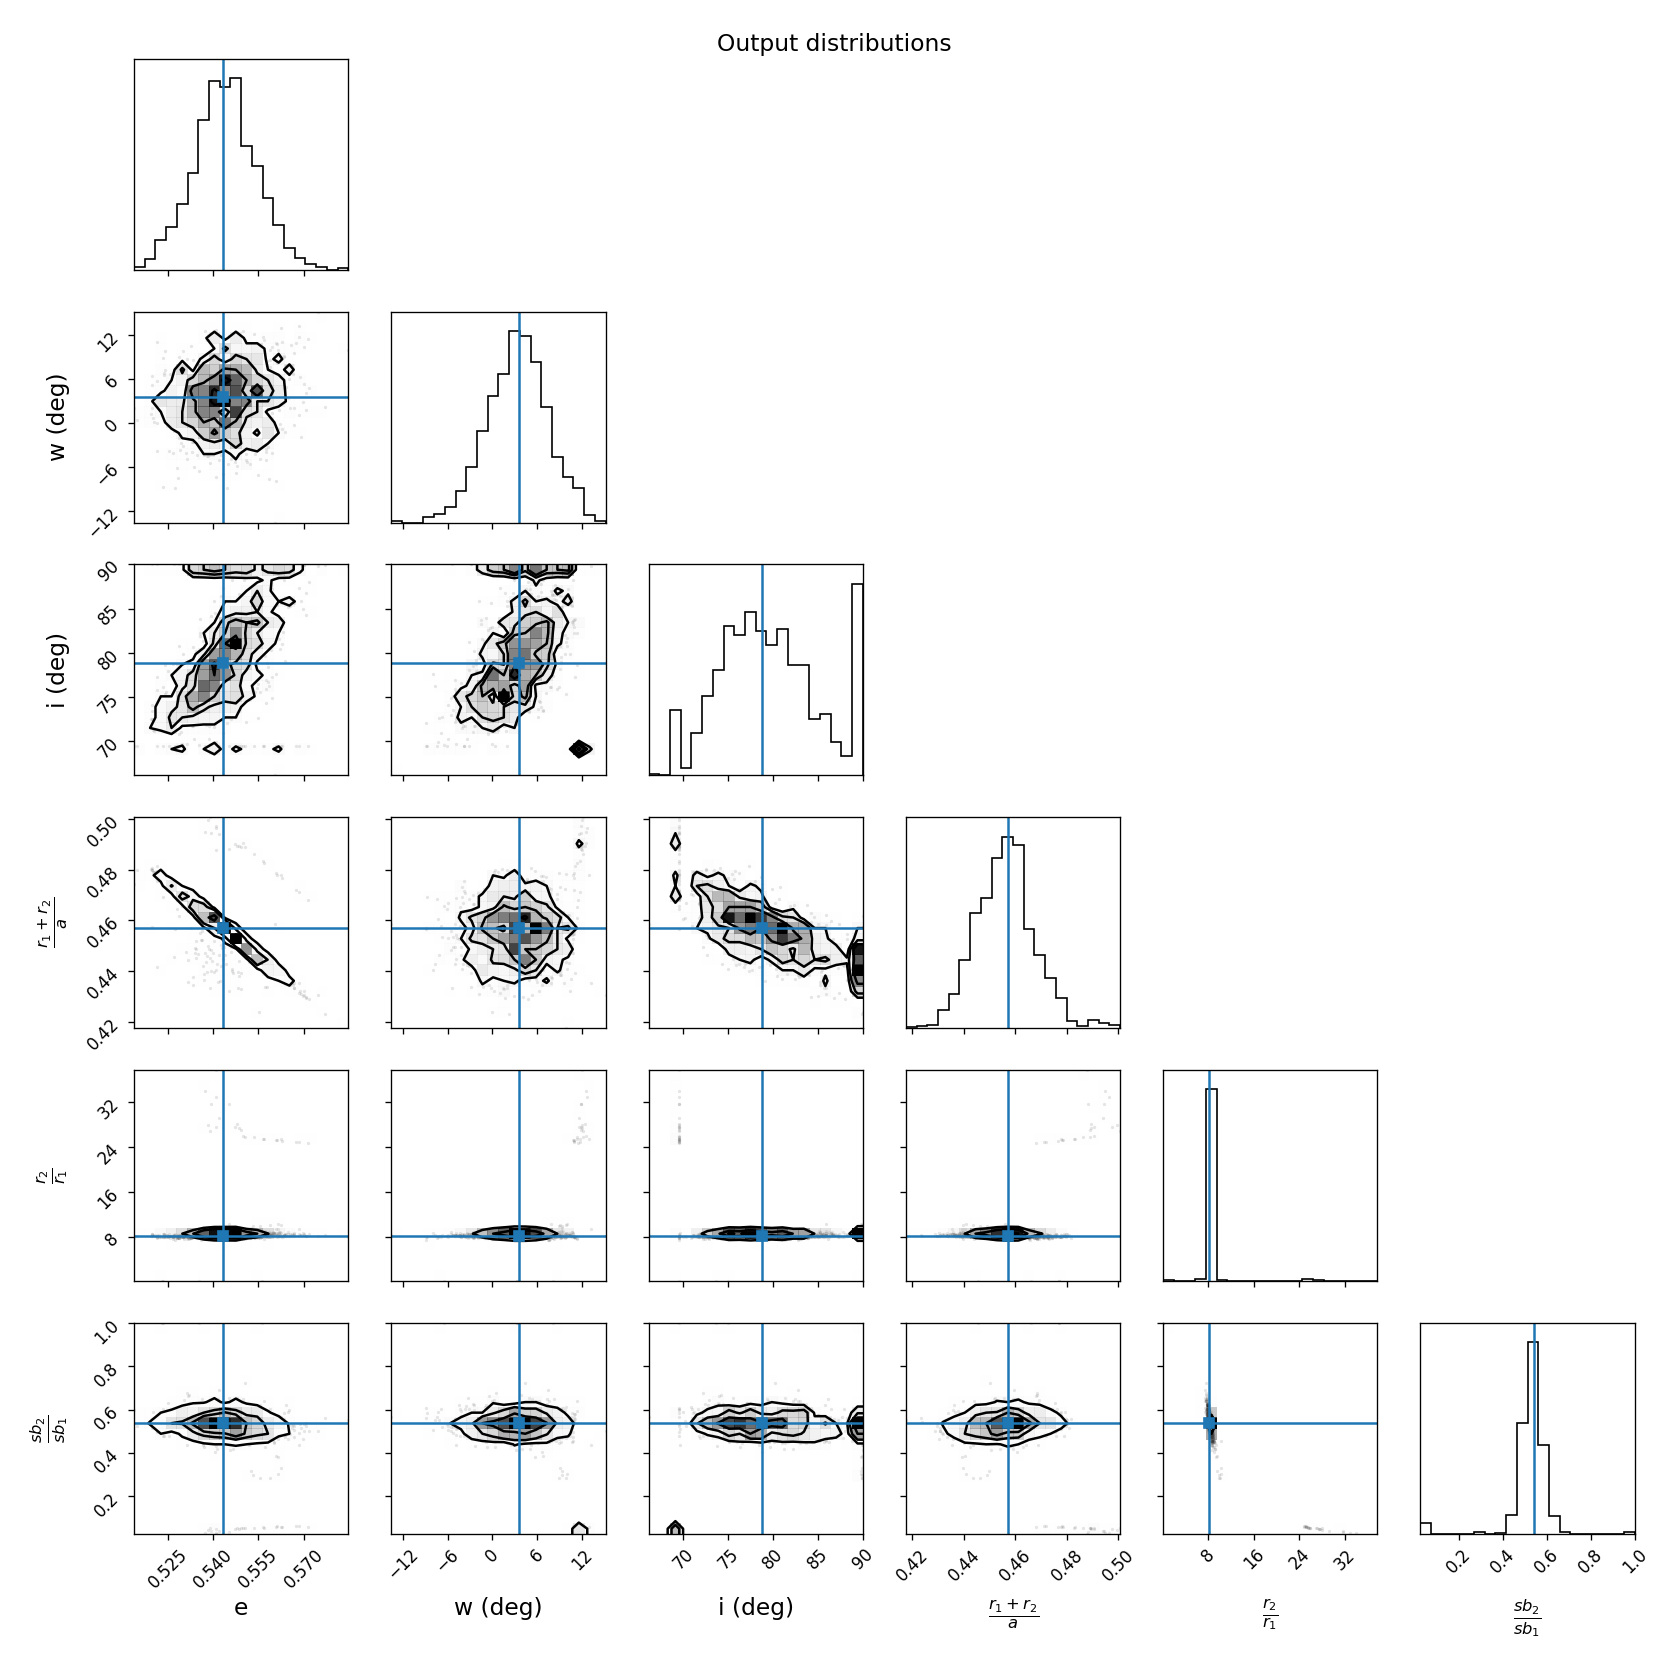 Output distributions
12
6
0
−6
−12
w (deg)
90
85
80
75
70
i (deg)
0.50
0.48
0.46
0.44
0.42
r1 + r2
a
32
24
16
8
r2
r1
1.0
0.8
0.6
0.4
0.2
sb2
sb1
0.525 0.540 0.555 0.570
−12 −6 0 6 12
70 75 80 85 90
0.42 0.44 0.46 0.48 0.50
8 16 24 32
0.2 0.4 0.6 0.8 1.0
e
w (deg)
i (deg)
r1 + r2
a
r2
r1
sb2
sb1